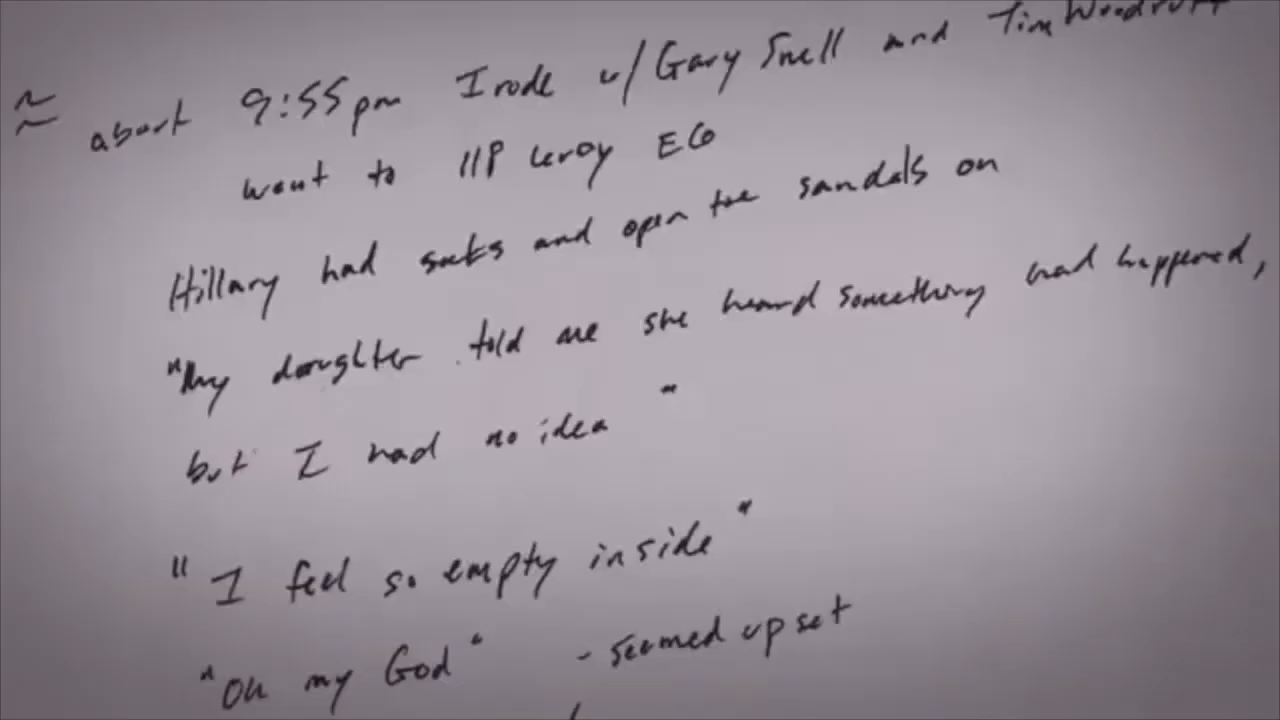 ≈ about 9:55pm I rode w/ Gary Snell and Tim Woodruff
went to 11P Leroy EG
Hillary had socks and open toe sandals on
"My daughter told me she heard something had happened,
but I had no idea "
" I feel so empty inside "
"Oh my God" - seemed upset